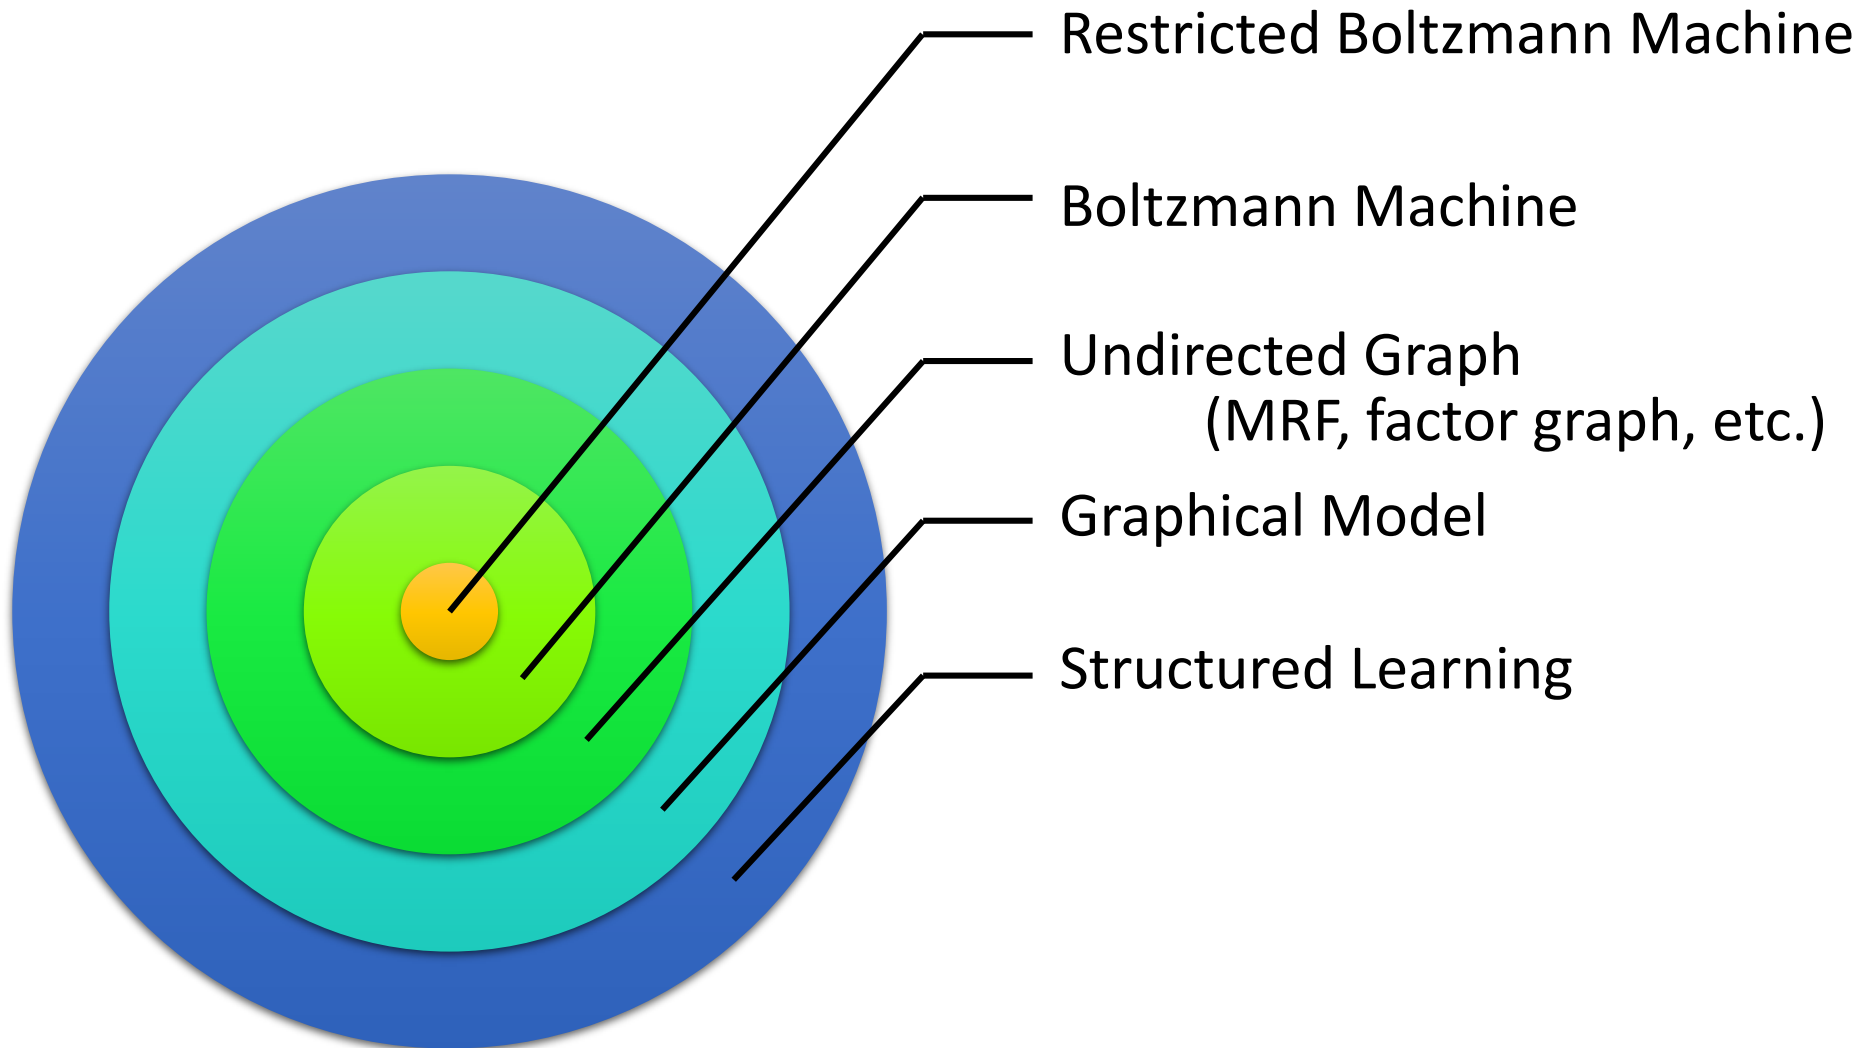 Restricted Boltzmann Machine
Boltzmann Machine
Undirected Graph
(MRF, factor graph, etc.)
Graphical Model
Structured Learning